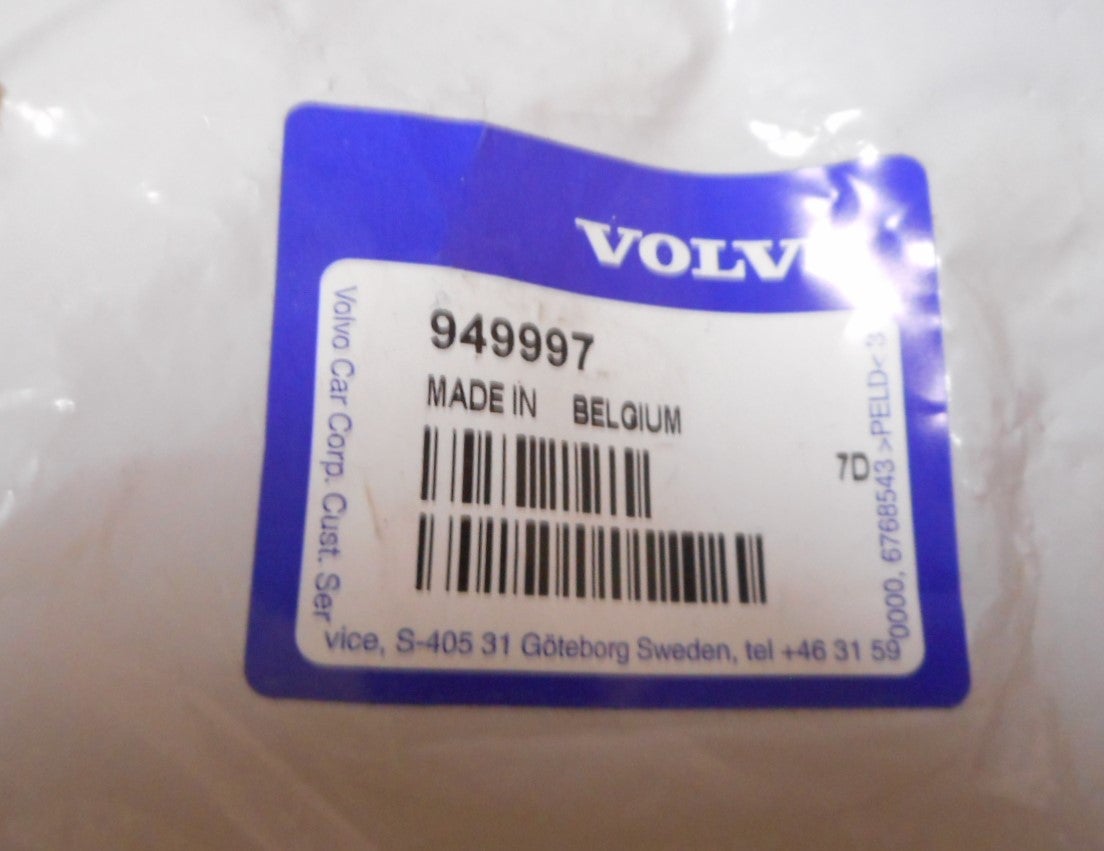 VOLV
949997
MADE IN BELGIUM
7D
Volvo Car Corp. Cust. Ser
vice, S-405 31 Göteborg Sweden, tel +46 31 59
0000, 6768543 >PELD< 3